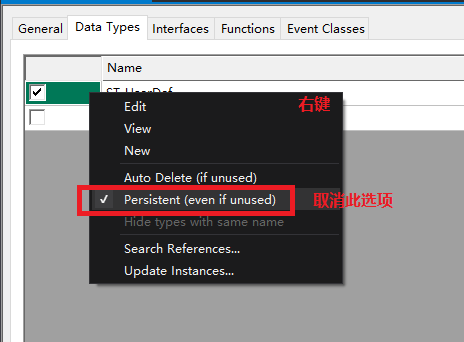 General Data Types Interfaces Functions Event Classes
Name
ST_UserDef
Edit
右键
View
New
Auto Delete (if unused)
Persistent (even if unused)
取消此选项
Hide types with same name
Search References...
Update Instances...